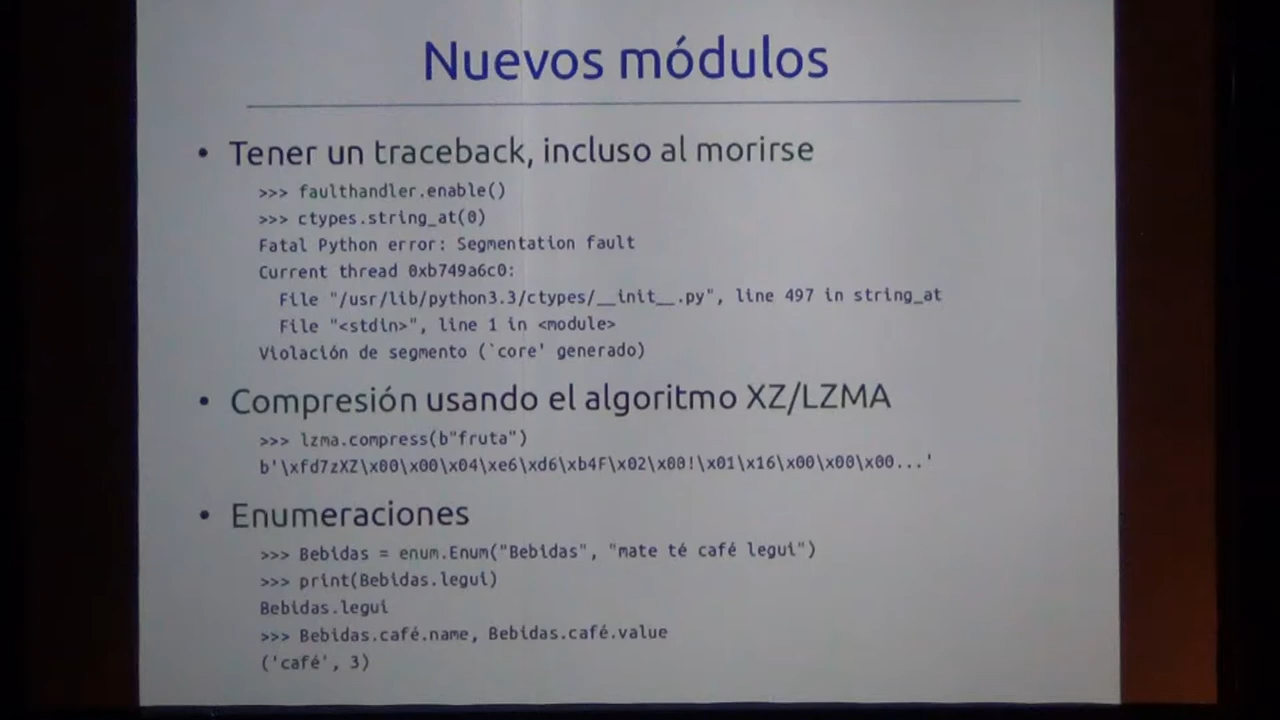 Nuevos módulos
• Tener un traceback, incluso al morirse
>>> faulthandler.enable()
>>> ctypes.string_at(0)
Fatal Python error: Segmentation fault
Current thread 0xb749a6c0:
  File "/usr/lib/python3.3/ctypes/__init__.py", line 497 in string_at
  File "<stdin>", line 1 in <module>
Violación de segmento (`core' generado)
• Compresión usando el algoritmo XZ/LZMA
>>> lzma.compress(b"fruta")
b'\xfd7zXZ\x00\x00\x04\xe6\xd6\xb4F\x02\x00!\x01\x16\x00\x00\x00...'
• Enumeraciones
>>> Bebidas = enum.Enum("Bebidas", "mate té café legui")
>>> print(Bebidas.legui)
Bebidas.legui
>>> Bebidas.café.name, Bebidas.café.value
('café', 3)